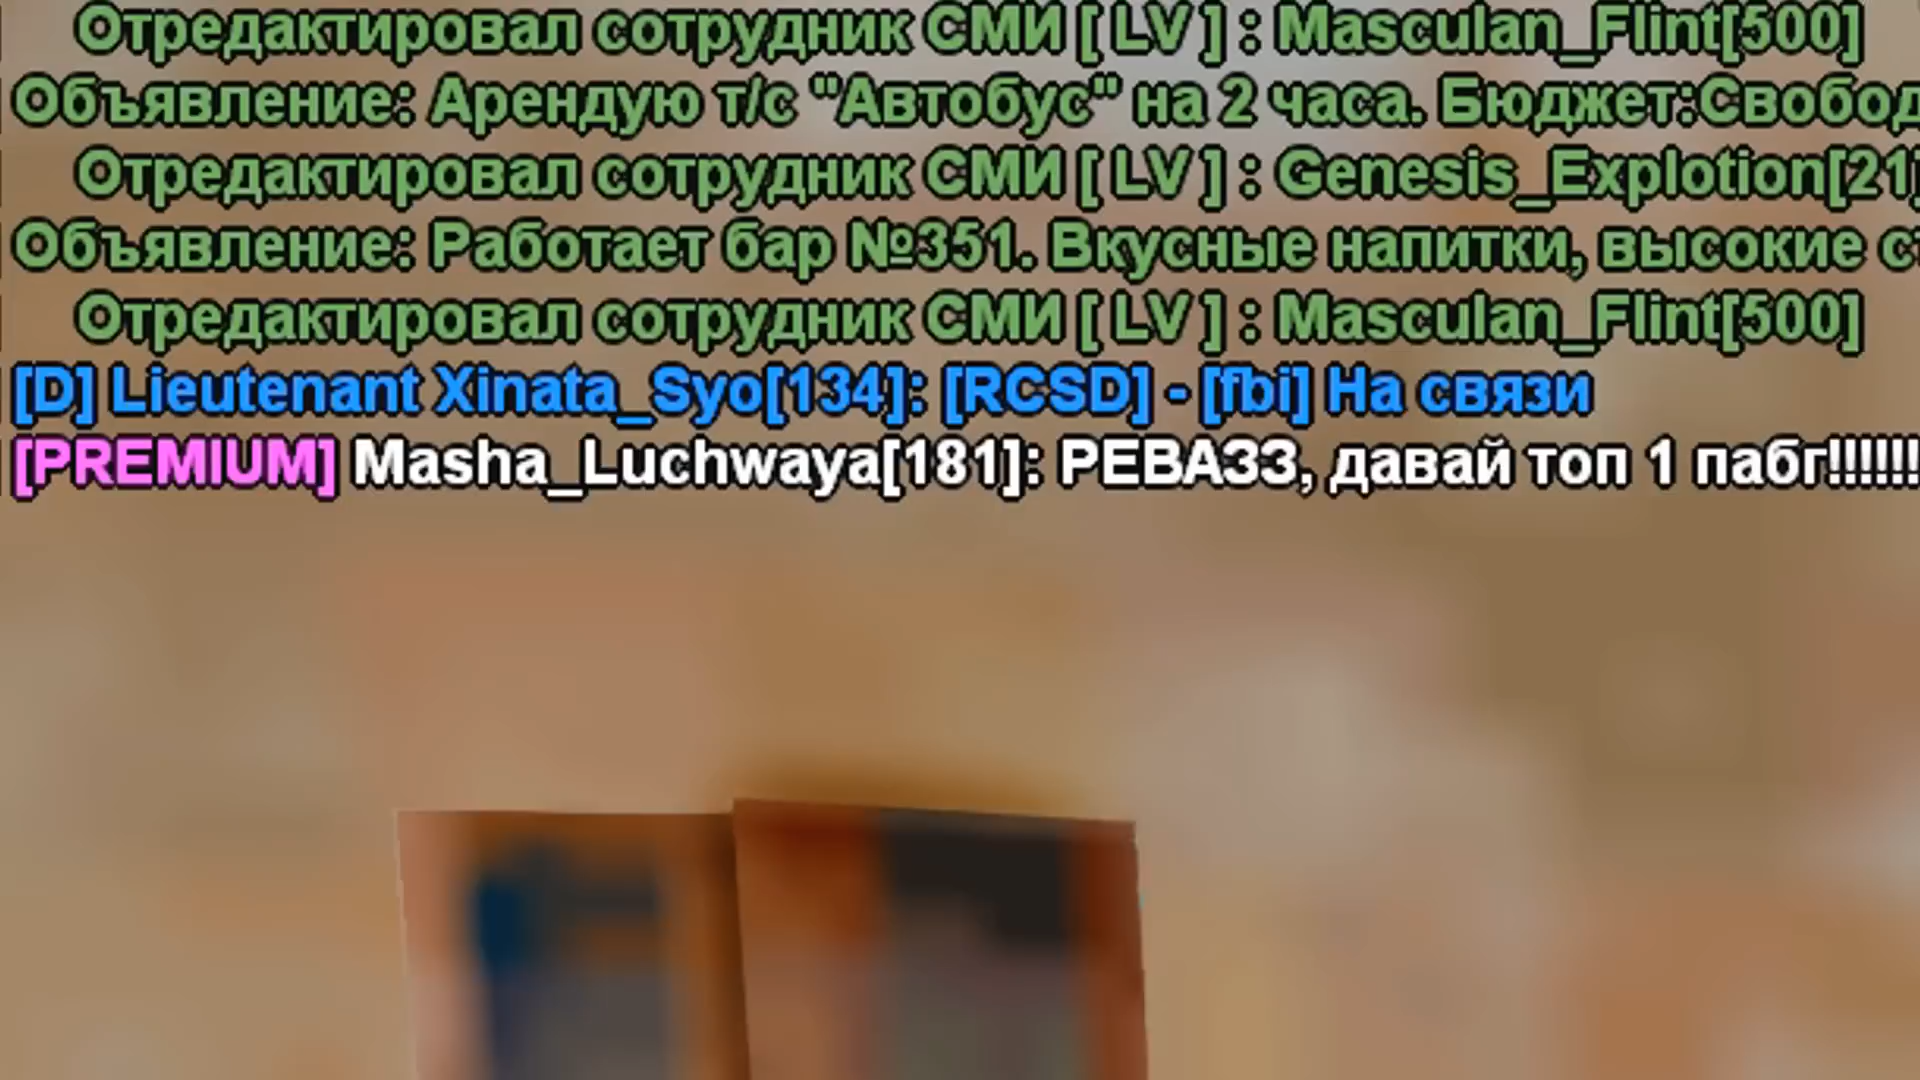 Отредактировал сотрудник СМИ [ LV ] : Masculan_Flint[500]
Объявление: Арендую т/с "Автобус" на 2 часа. Бюджет:Свобод
Отредактировал сотрудник СМИ [ LV ] : Genesis_Explotion[21]
Объявление: Работает бар №351. Вкусные напитки, высокие ст
Отредактировал сотрудник СМИ [ LV ] : Masculan_Flint[500]
[D] Lieutenant Xinata_Syo[134]: [RCSD] - [fbi] На связи
[PREMIUM] Masha_Luchwaya[181]: РЕВАЗЗ, давай топ 1 пабг!!!!!!